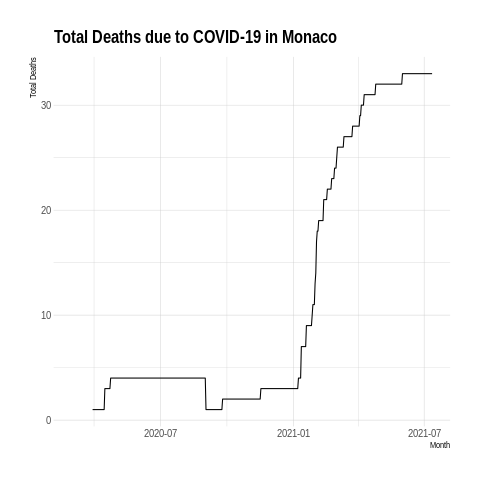 Total Deaths due to COVID-19 in Monaco
Total Deaths
30
20
10
0
2020-07
2021-01
2021-07
Month